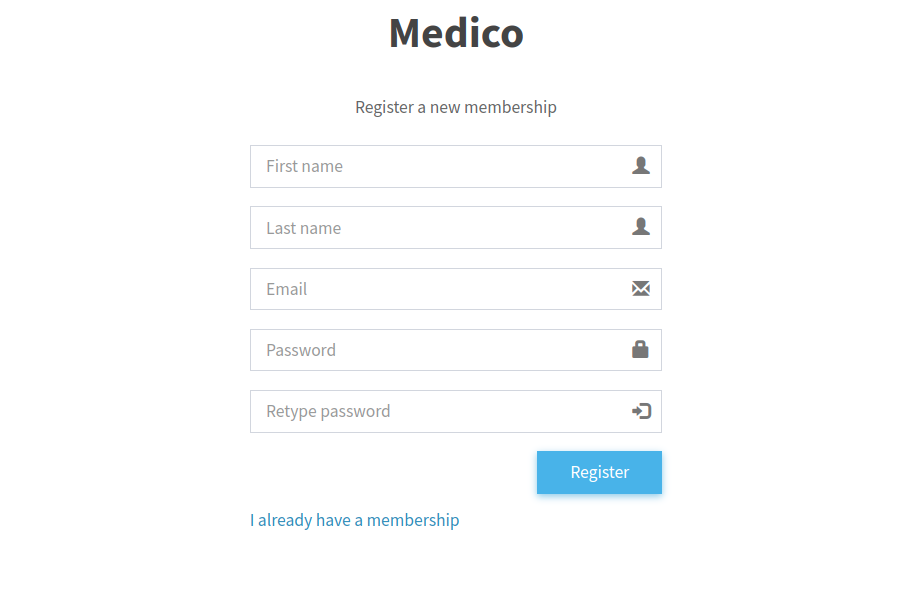 Medico
Register a new membership
First name
Last name
Email
Password
Retype password
Register
I already have a membership